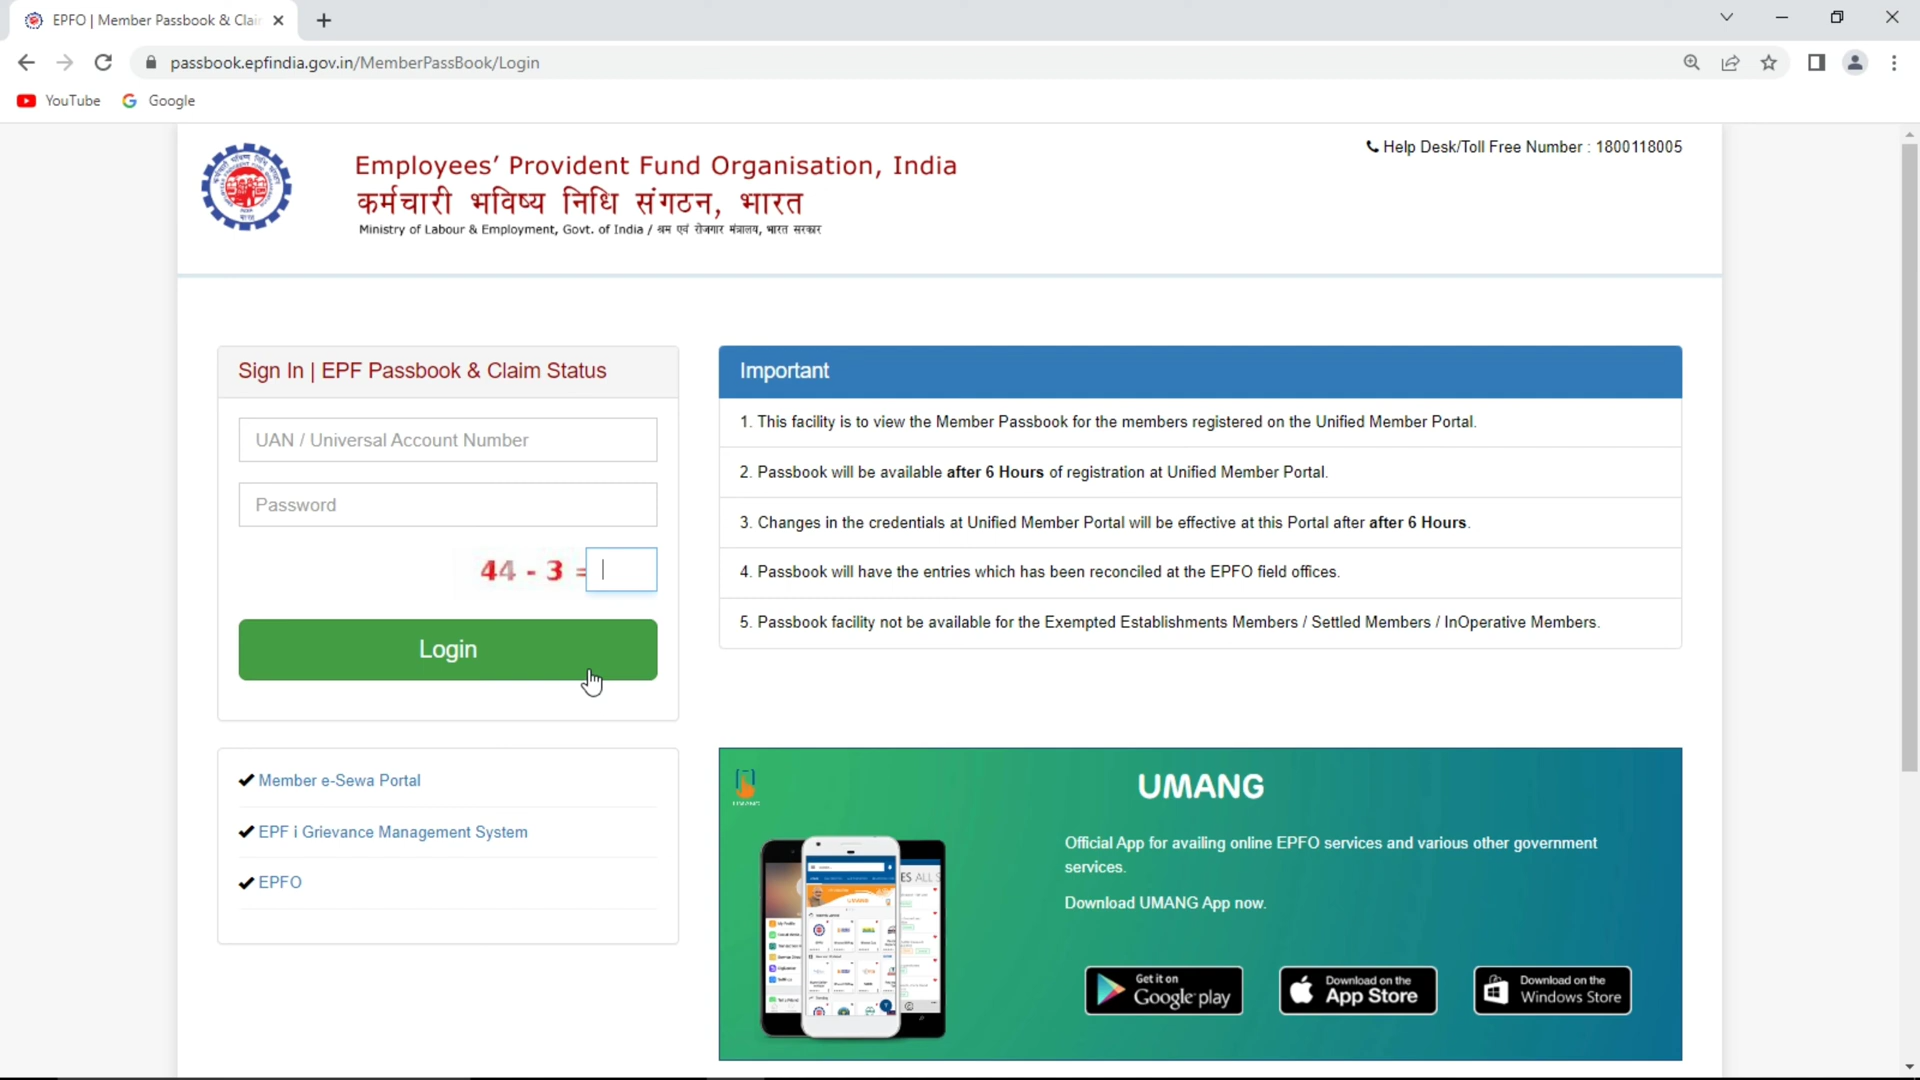 EPFO | Member Passbook & Clai
passbook.epfindia.gov.in/MemberPassBook/Login
YouTube
Google
Employees' Provident Fund Organisation, India
कर्मचारी भविष्य निधि संगठन, भारत
Ministry of Labour & Employment, Govt. of India / श्रम एवं रोजगार मंत्रालय, भारत सरकार
Help Desk/Toll Free Number : 1800118005
Sign In | EPF Passbook & Claim Status
UAN / Universal Account Number
Password
44 - 3 =
Login
Important
1. This facility is to view the Member Passbook for the members registered on the Unified Member Portal.
2. Passbook will be available after 6 Hours of registration at Unified Member Portal.
3. Changes in the credentials at Unified Member Portal will be effective at this Portal after after 6 Hours.
4. Passbook will have the entries which has been reconciled at the EPFO field offices.
5. Passbook facility not be available for the Exempted Establishments Members / Settled Members / InOperative Members.
Member e-Sewa Portal
EPF i Grievance Management System
EPFO
UMANG
UMANG
Official App for availing online EPFO services and various other government
services.
Download UMANG App now.
Get it on
Google play
Download on the
App Store
Download on the
Windows Store